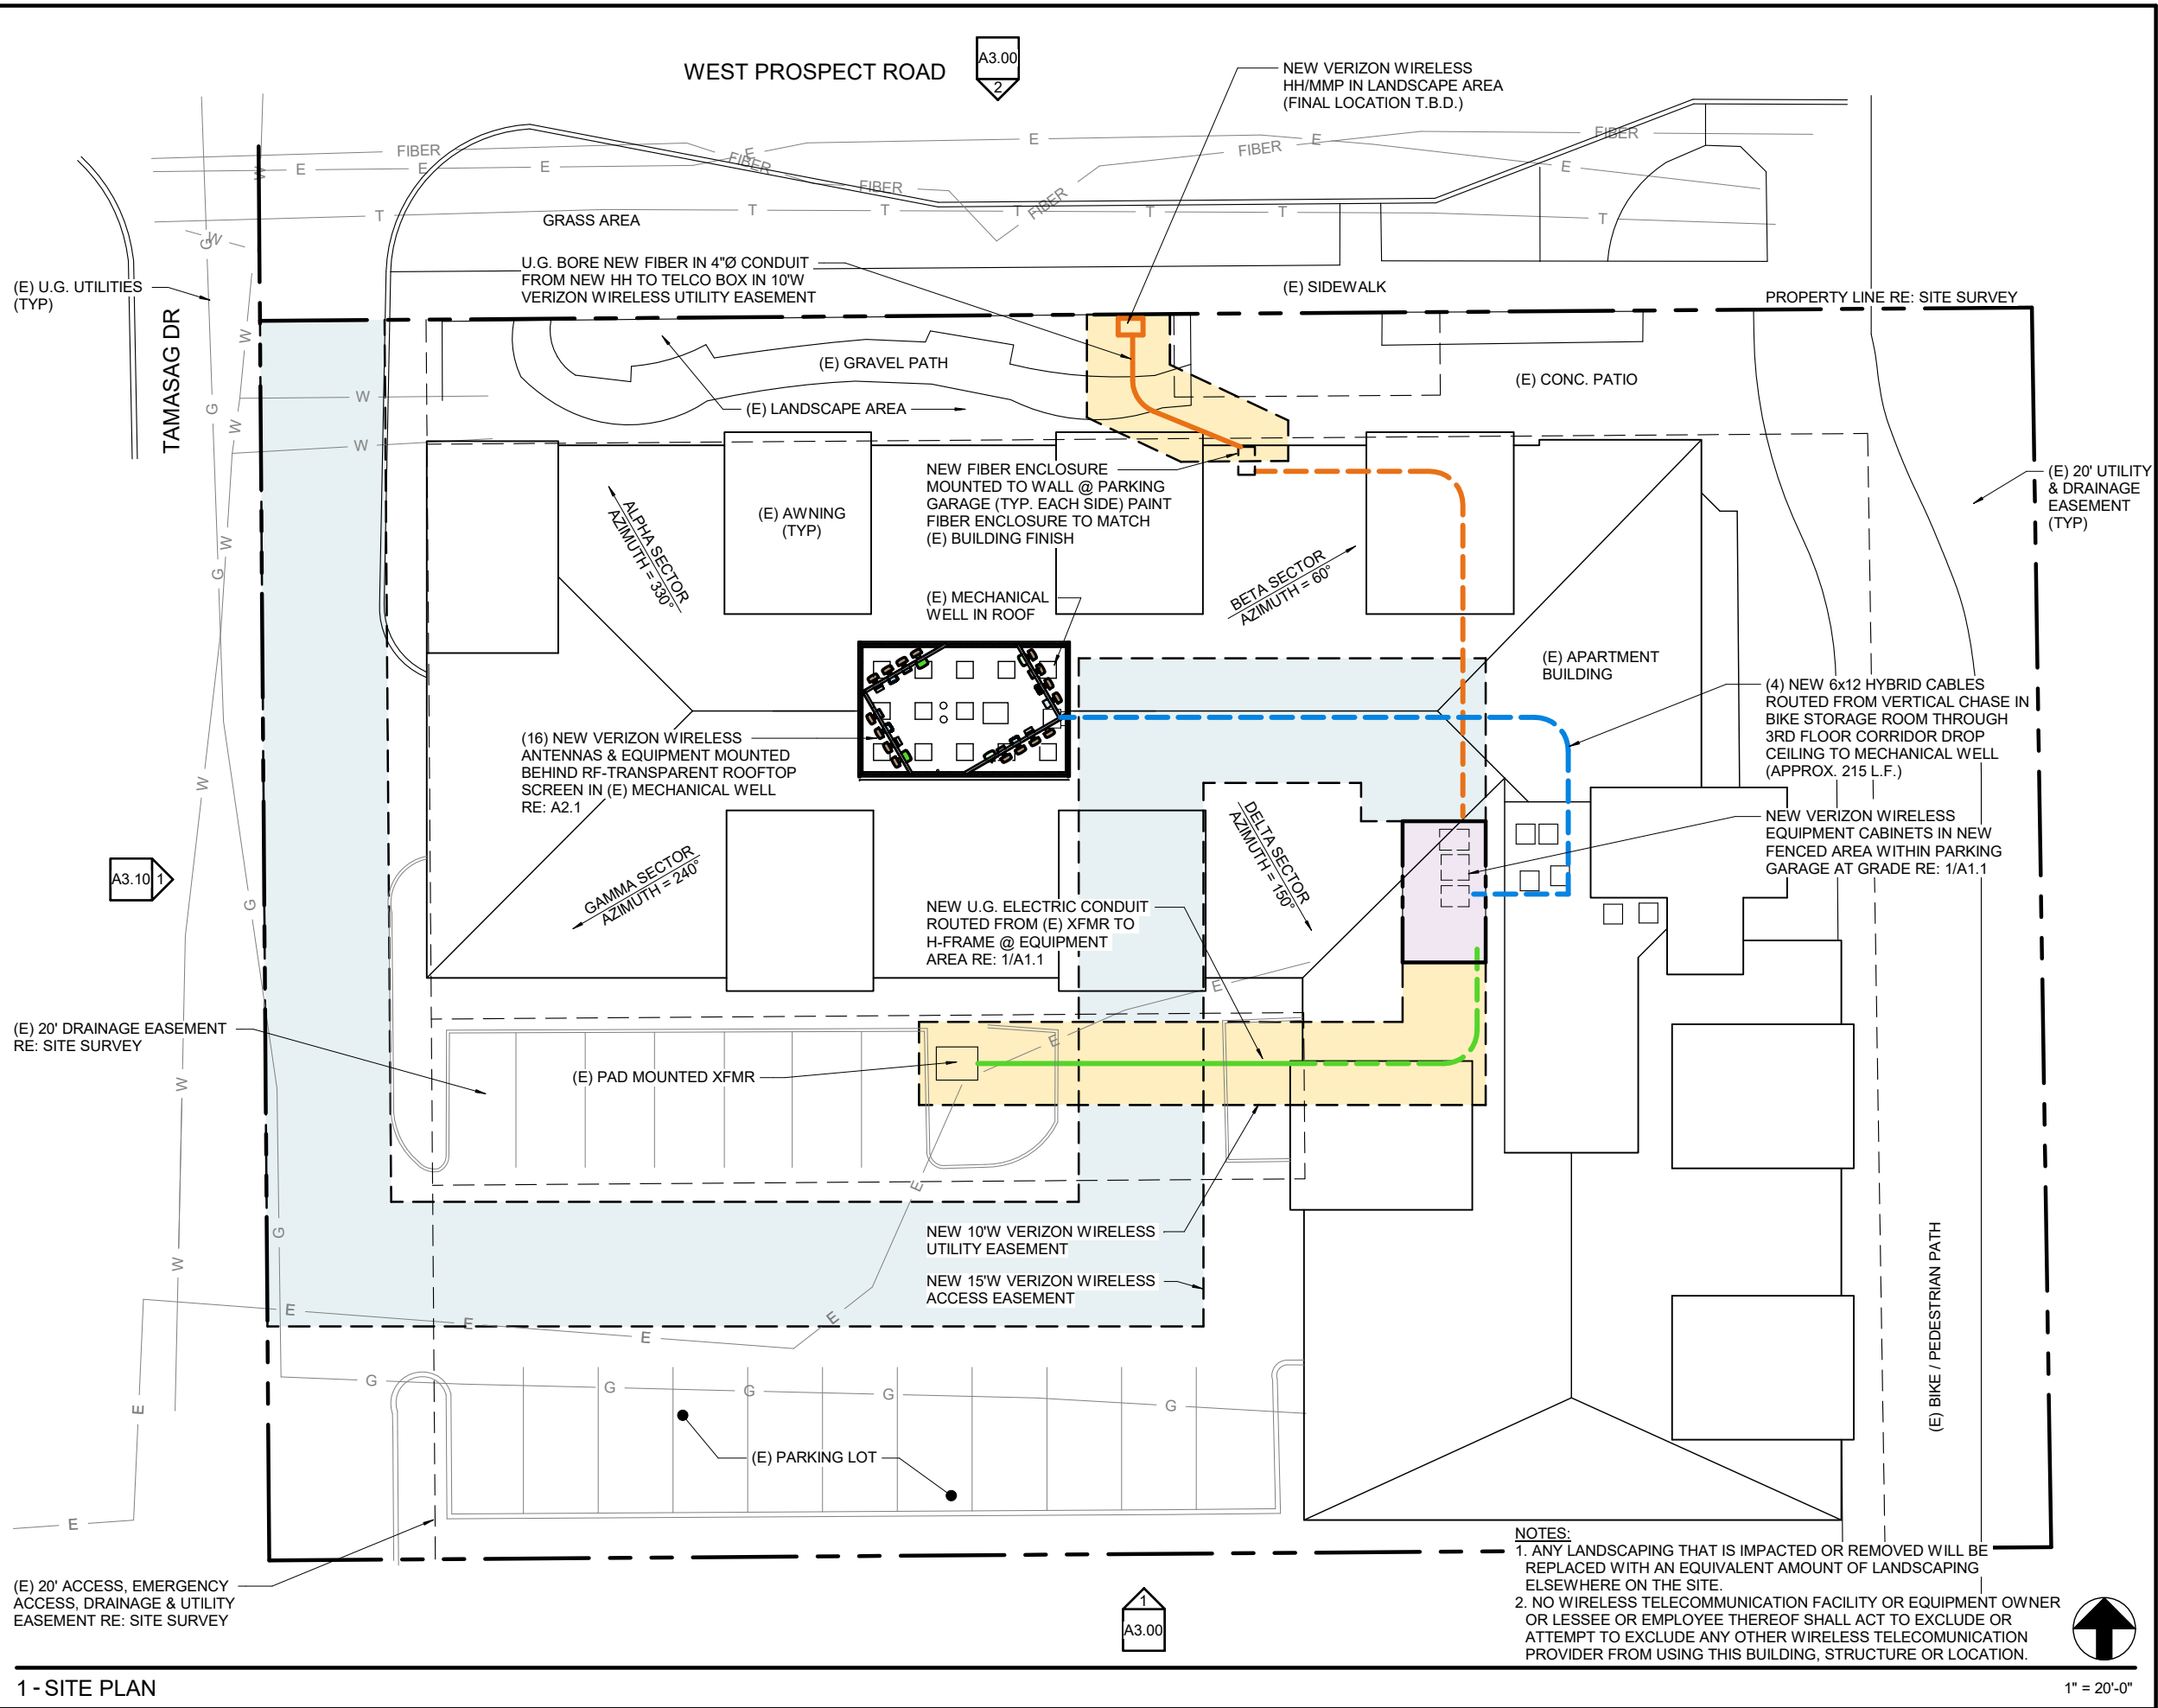 WEST PROSPECT ROAD
A3.00
2
NEW VERIZON WIRELESS
HH/MMP IN LANDSCAPE AREA
(FINAL LOCATION T.B.D.)
FIBER
E
FIBER
E
FIBER
W
E
E
E
E
FIBER
E
FIBER
FIBER
T
T
T
T
T
T
T
GRASS AREA
G
W
U.G. BORE NEW FIBER IN 4"Ø CONDUIT
FROM NEW HH TO TELCO BOX IN 10'W
VERIZON WIRELESS UTILITY EASEMENT
(E) U.G. UTILITIES
(TYP)
(E) SIDEWALK
PROPERTY LINE RE: SITE SURVEY
TAMASAG DR
W
(E) GRAVEL PATH
(E) CONC. PATIO
W
G
(E) LANDSCAPE AREA
W
W
NEW FIBER ENCLOSURE
MOUNTED TO WALL @ PARKING
GARAGE (TYP. EACH SIDE) PAINT
FIBER ENCLOSURE TO MATCH
(E) BUILDING FINISH
(E) 20' UTILITY
& DRAINAGE
EASEMENT
(TYP)
(E) AWNING
(TYP)
ALPHA SECTOR
AZIMUTH = 330°
BETA SECTOR
AZIMUTH = 60°
W
G
(E) MECHANICAL
WELL IN ROOF
(E) APARTMENT
BUILDING
(4) NEW 6x12 HYBRID CABLES
ROUTED FROM VERTICAL CHASE IN
BIKE STORAGE ROOM THROUGH
3RD FLOOR CORRIDOR DROP
CEILING TO MECHANICAL WELL
(APPROX. 215 L.F.)
(16) NEW VERIZON WIRELESS
ANTENNAS & EQUIPMENT MOUNTED
BEHIND RF-TRANSPARENT ROOFTOP
SCREEN IN (E) MECHANICAL WELL
RE: A2.1
W
DELTA SECTOR
AZIMUTH = 150°
NEW VERIZON WIRELESS
EQUIPMENT CABINETS IN NEW
FENCED AREA WITHIN PARKING
GARAGE AT GRADE RE: 1/A1.1
A3.10
1
GAMMA SECTOR
AZIMUTH = 240°
G
NEW U.G. ELECTRIC CONDUIT
ROUTED FROM (E) XFMR TO
H-FRAME @ EQUIPMENT
AREA RE: 1/A1.1
E
(E) 20' DRAINAGE EASEMENT
RE: SITE SURVEY
E
(E) PAD MOUNTED XFMR
W
E
NEW 10'W VERIZON WIRELESS
UTILITY EASEMENT
G
W
NEW 15'W VERIZON WIRELESS
ACCESS EASEMENT
(E) BIKE / PEDESTRIAN PATH
E
E
E
E
G
G
G
G
G
E
(E) PARKING LOT
E
(E) 20' ACCESS, EMERGENCY
ACCESS, DRAINAGE & UTILITY
EASEMENT RE: SITE SURVEY
1
A3.00
NOTES:
1. ANY LANDSCAPING THAT IS IMPACTED OR REMOVED WILL BE
REPLACED WITH AN EQUIVALENT AMOUNT OF LANDSCAPING
ELSEWHERE ON THE SITE.
2. NO WIRELESS TELECOMMUNICATION FACILITY OR EQUIPMENT OWNER
OR LESSEE OR EMPLOYEE THEREOF SHALL ACT TO EXCLUDE OR
ATTEMPT TO EXCLUDE ANY OTHER WIRELESS TELECOMUNICATION
PROVIDER FROM USING THIS BUILDING, STRUCTURE OR LOCATION.
1 - SITE PLAN
1" = 20'-0"